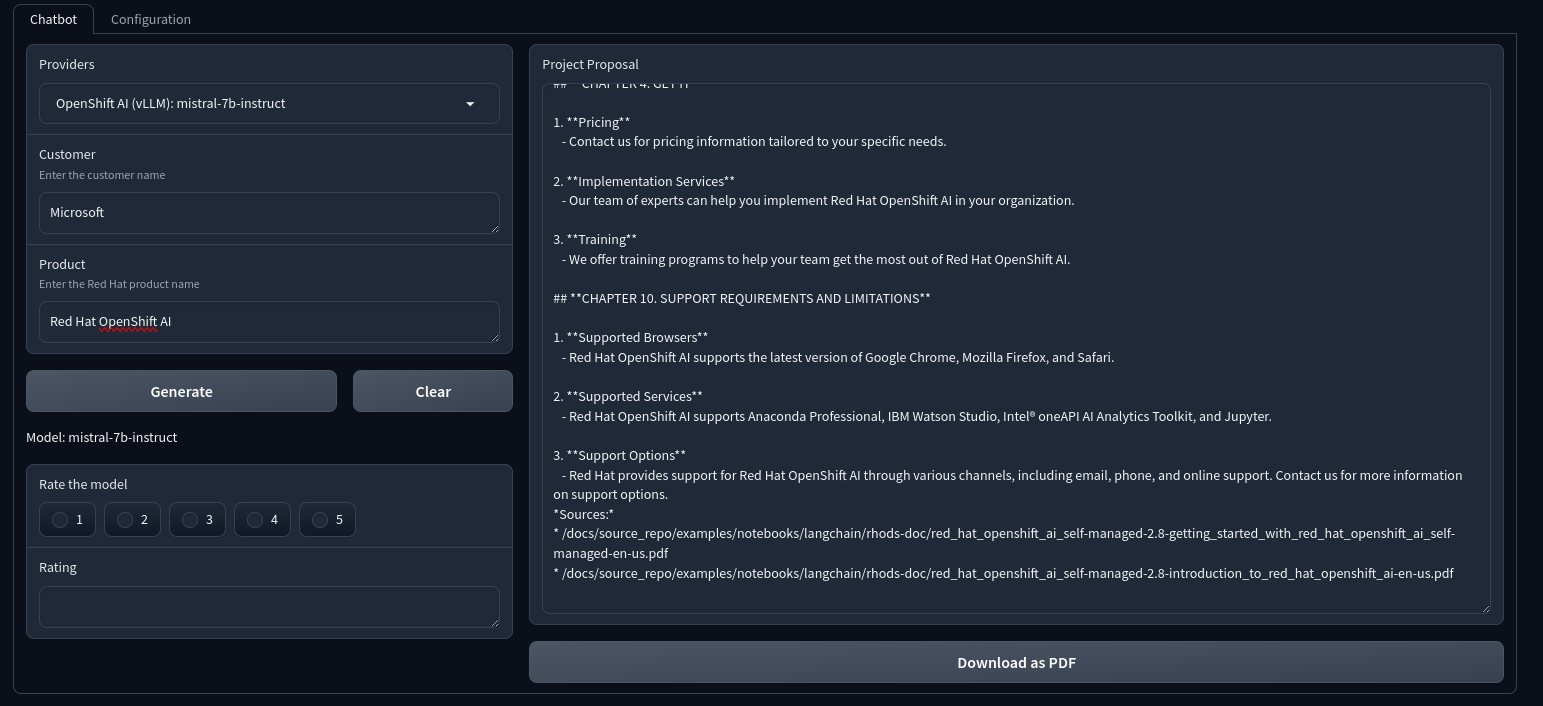 Chatbot
Configuration
Providers
OpenShift AI (vLLM): mistral-7b-instruct
Customer
Enter the customer name
Microsoft
Product
Enter the Red Hat product name
Red Hat OpenShift AI
Generate
Clear
Model: mistral-7b-instruct
Rate the model
1
2
3
4
5
Rating
Project Proposal
1. **Pricing**
- Contact us for pricing information tailored to your specific needs.
2. **Implementation Services**
- Our team of experts can help you implement Red Hat OpenShift AI in your organization.
3. **Training**
- We offer training programs to help your team get the most out of Red Hat OpenShift AI.
## **CHAPTER 10. SUPPORT REQUIREMENTS AND LIMITATIONS**
1. **Supported Browsers**
- Red Hat OpenShift AI supports the latest version of Google Chrome, Mozilla Firefox, and Safari.
2. **Supported Services**
- Red Hat OpenShift AI supports Anaconda Professional, IBM Watson Studio, Intel® oneAPI AI Analytics Toolkit, and Jupyter.
3. **Support Options**
- Red Hat provides support for Red Hat OpenShift AI through various channels, including email, phone, and online support. Contact us for more information
on support options.
*Sources:*
* /docs/source_repo/examples/notebooks/langchain/rhods-doc/red_hat_openshift_ai_self-managed-2.8-getting_started_with_red_hat_openshift_ai_self-
managed-en-us.pdf
* /docs/source_repo/examples/notebooks/langchain/rhods-doc/red_hat_openshift_ai_self-managed-2.8-introduction_to_red_hat_openshift_ai-en-us.pdf
Download as PDF